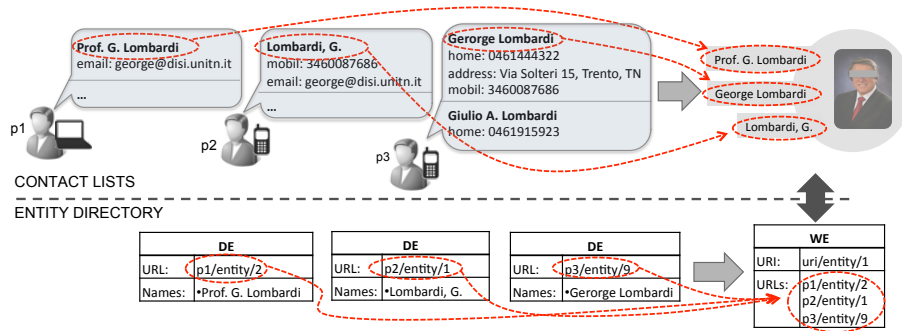 Prof. G. Lombardi
email: george@disi.unitn.it
...
p1
Lombardi, G.
mobil: 3460087686
email: george@disi.unitn.it
...
p2
Gerorge Lombardi
home: 0461444322
address: Via Solteri 15, Trento, TN
mobil: 3460087686
Giulio A. Lombardi
home: 0461915923
p3
Prof. G. Lombardi
George Lombardi
Lombardi, G.
CONTACT LISTS
ENTITY DIRECTORY
DE
URL: p1/entity/2
Names: •Prof. G. Lombardi
DE
URL: p2/entity/1
Names: •Lombardi, G.
DE
URL: p3/entity/9
Names: •Gerorge Lombardi
WE
URI: uri/entity/1
URLs: p1/entity/2
p2/entity/1
p3/entity/9